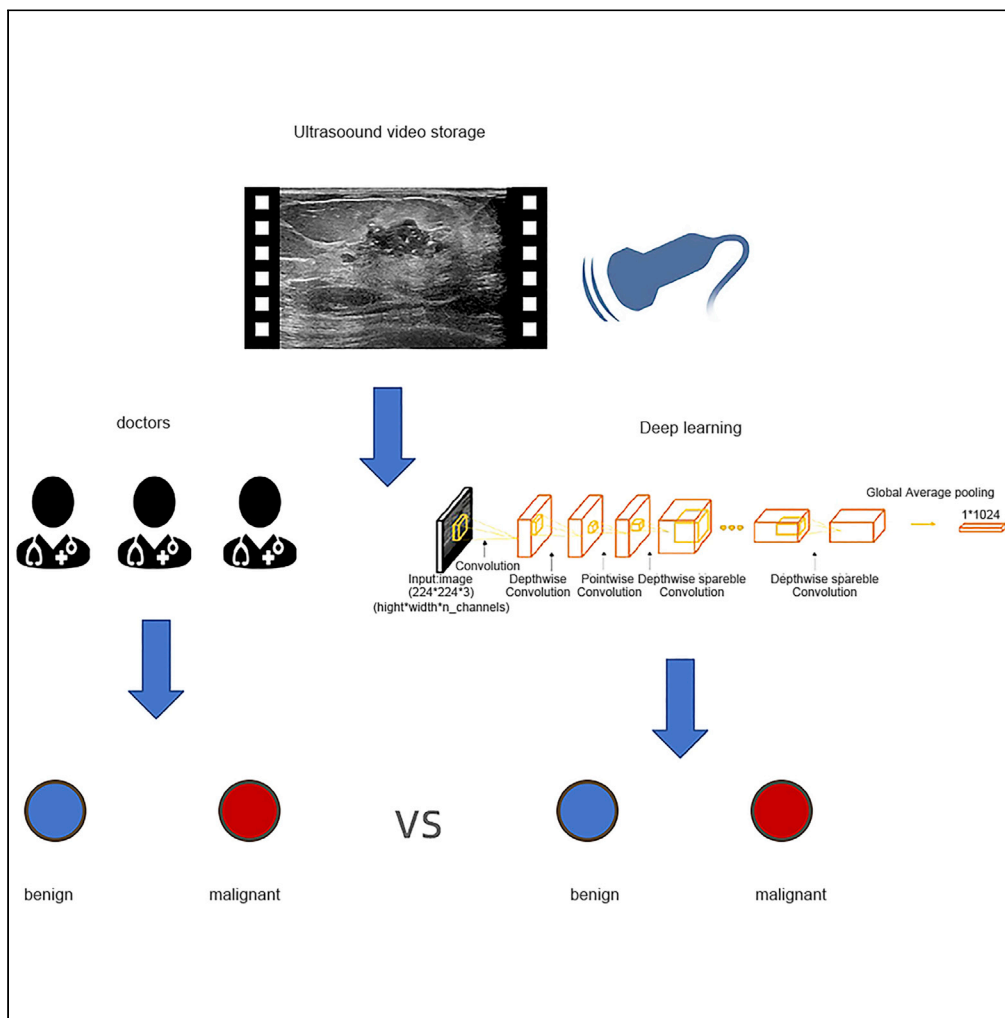 Ultrasoound video storage
doctors
Deep learning
Global Average pooling
1*1024
Convolution
Input:image
(224*224*3)
(hight*width*n_channels)
Depthwise
Convolution
Pointwise
Convolution
Depthwise spareble
Convolution
Depthwise spareble
Convolution
VS
benign
malignant
benign
malignant